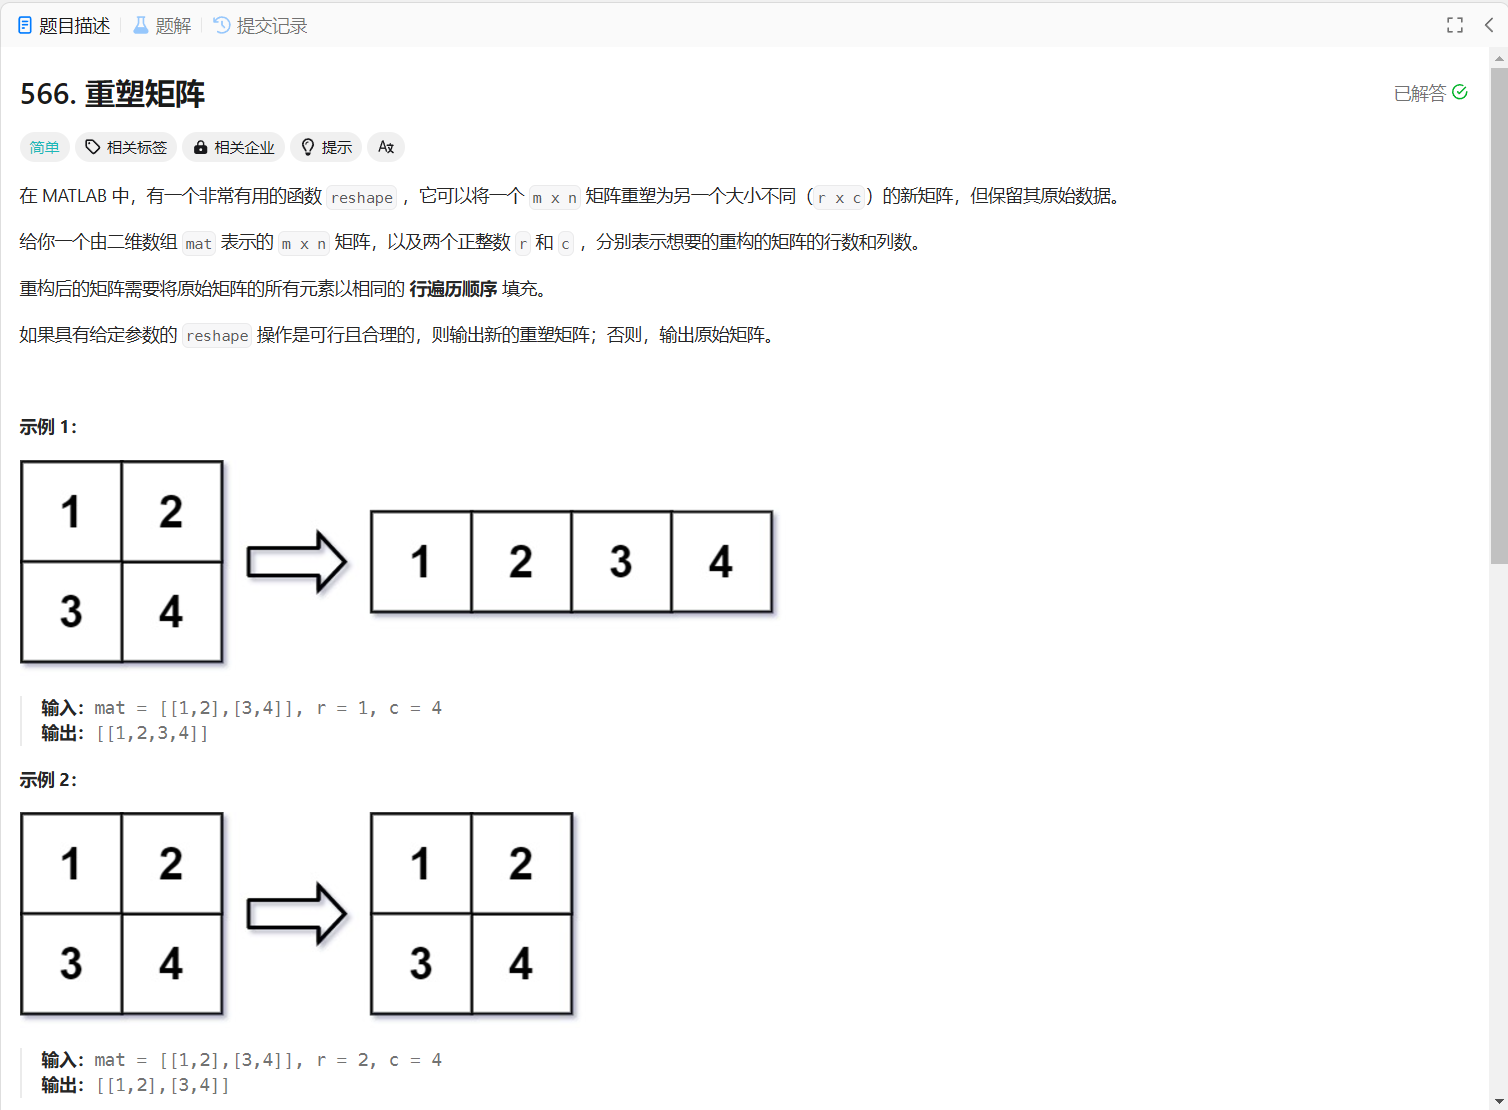 题目描述 题解 提交记录
566. 重塑矩阵 已解答
简单 相关标签 相关企业 提示 Ax
在 MATLAB 中，有一个非常有用的函数 reshape ，它可以将一个 m x n 矩阵重塑为另一个大小不同（r x c）的新矩阵，但保留其原始数据。
给你一个由二维数组 mat 表示的 m x n 矩阵，以及两个正整数 r 和 c ，分别表示想要的重构的矩阵的行数和列数。
重构后的矩阵需要将原始矩阵的所有元素以相同的 行遍历顺序 填充。
如果具有给定参数的 reshape 操作是可行且合理的，则输出新的重塑矩阵；否则，输出原始矩阵。
示例 1：
1 2
3 4
1 2 3 4
输入：mat = [[1,2],[3,4]], r = 1, c = 4
输出：[[1,2,3,4]]
示例 2：
1 2
3 4
1 2
3 4
输入：mat = [[1,2],[3,4]], r = 2, c = 4
输出：[[1,2],[3,4]]